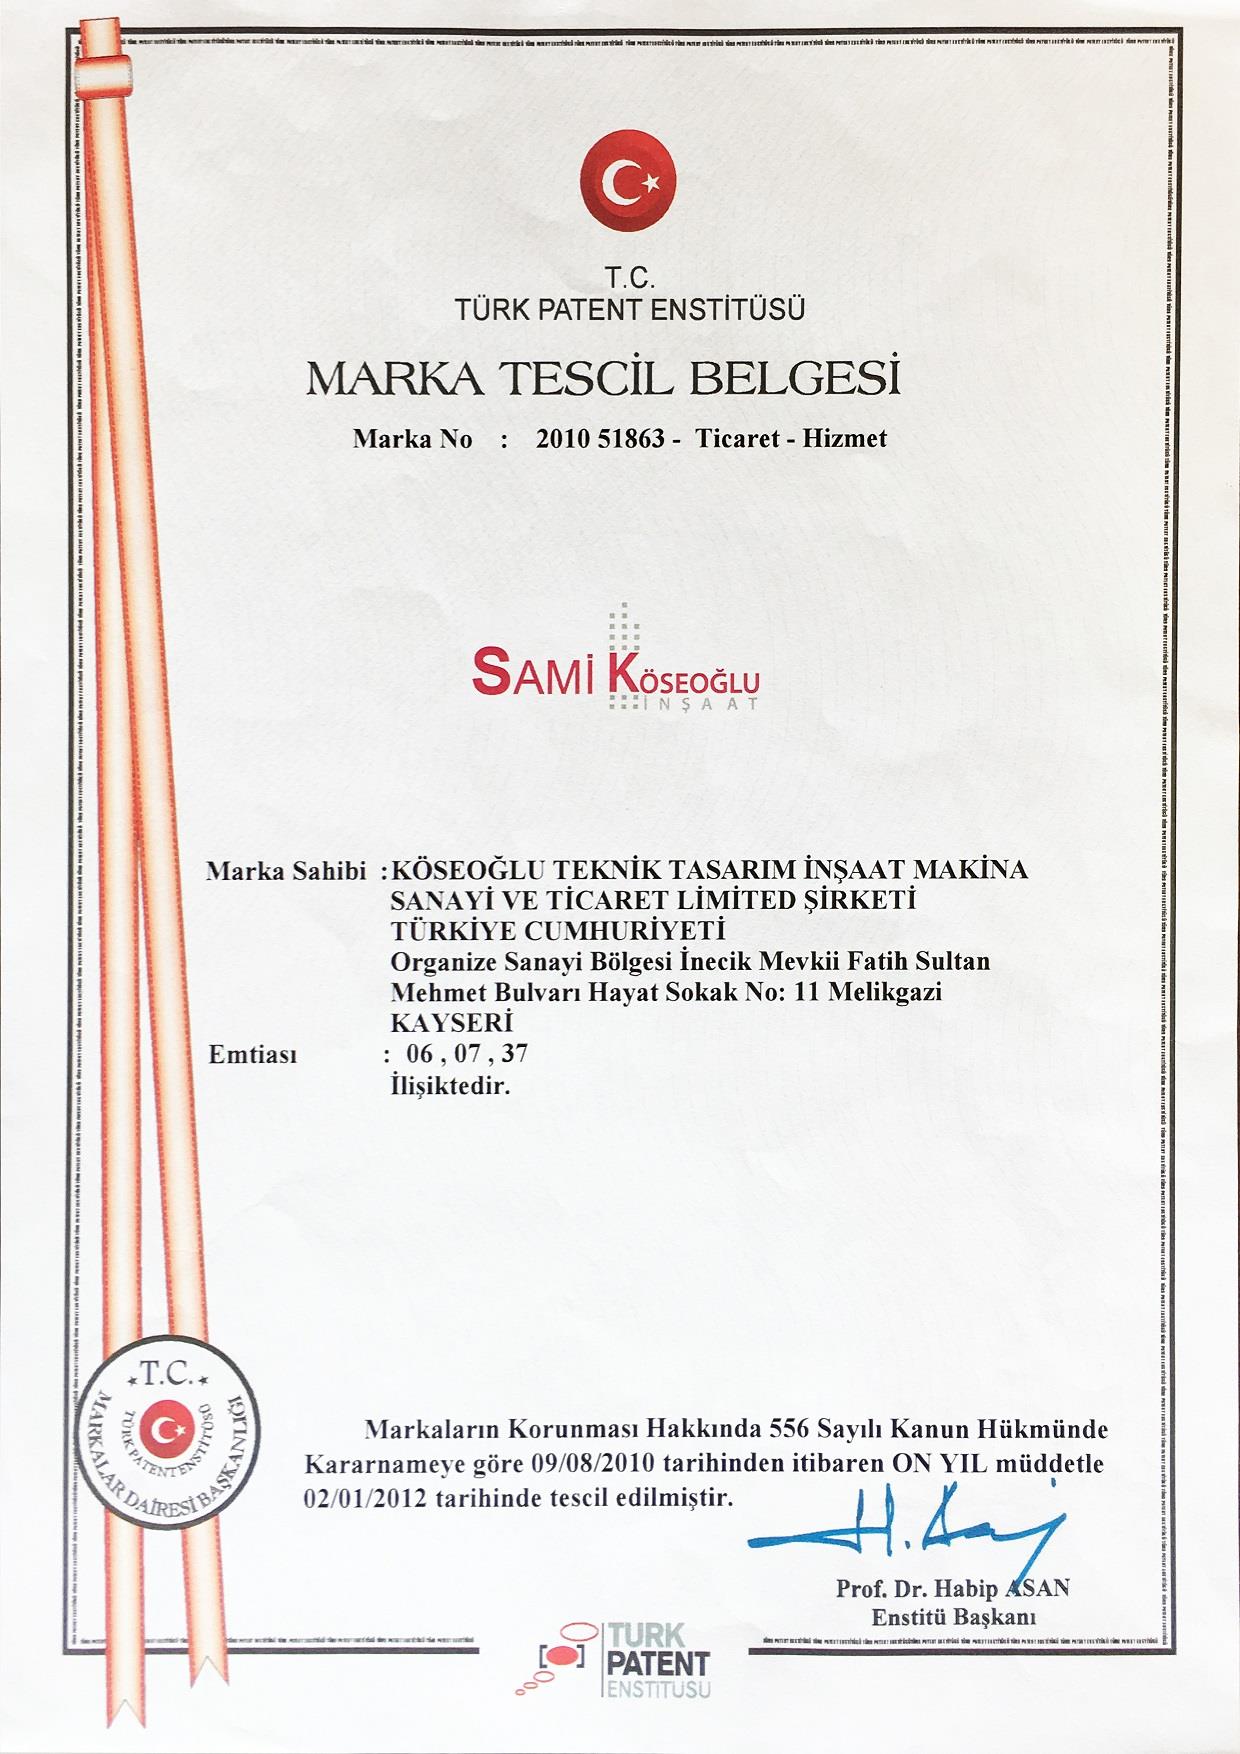 T.C.
TÜRK PATENT ENSTİTÜSÜ
MARKA TESCİL BELGESİ
Marka No : 2010 51863 - Ticaret - Hizmet
SAMİ KÖSEOĞLU
İNŞAAT
Marka Sahibi : KÖSEOĞLU TEKNİK TASARIM İNŞAAT MAKİNA
SANAYİ VE TİCARET LİMİTED ŞİRKETİ
TÜRKİYE CUMHURİYETİ
Organize Sanayi Bölgesi İnecik Mevkii Fatih Sultan
Mehmet Bulvarı Hayat Sokak No: 11 Melikgazi
KAYSERİ
Emtiası : 06 , 07 , 37
İlişiktedir.
T.C.
TÜRK PATENT ENSTİTÜSÜ
MARKALAR DAİRESİ BAŞKANLIĞI
Markaların Korunması Hakkında 556 Sayılı Kanun Hükmünde
Kararnameye göre 09/08/2010 tarihinden itibaren ON YIL müddetle
02/01/2012 tarihinde tescil edilmiştir.
Prof. Dr. Habip ASAN
Enstitü Başkanı
TURK
PATENT
ENSTITUSU